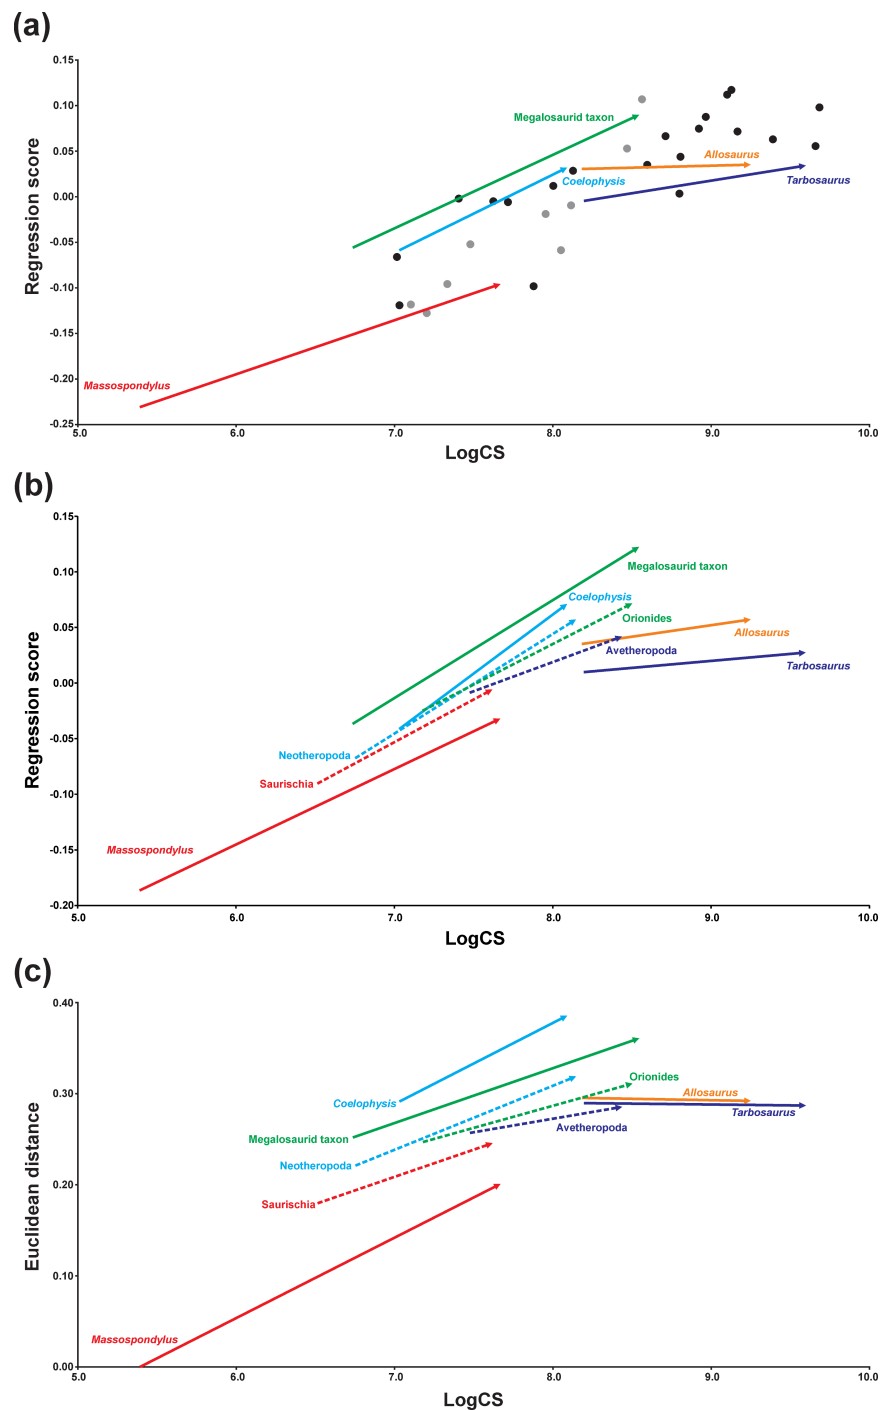 (a)
0.15
0.10
0.05
0.00
-0.05
-0.10
-0.15
-0.20
-0.25
Regression score
Megalosaurid taxon
Allosaurus
Coelophysis
Tarbosaurus
Massospondylus
5.0 6.0 7.0 8.0 9.0 10.0
LogCS
(b)
0.15
0.10
0.05
0.00
-0.05
-0.10
-0.15
-0.20
Regression score
Megalosaurid taxon
Coelophysis
Orionides
Allosaurus
Avetheropoda
Tarbosaurus
Neotheropoda
Saurischia
Massospondylus
5.0 6.0 7.0 8.0 9.0 10.0
LogCS
(c)
0.40
0.30
0.20
0.10
0.00
Euclidean distance
Orionides
Allosaurus
Coelophysis
Tarbosaurus
Avetheropoda
Megalosaurid taxon
Neotheropoda
Saurischia
Massospondylus
5.0 6.0 7.0 8.0 9.0 10.0
LogCS